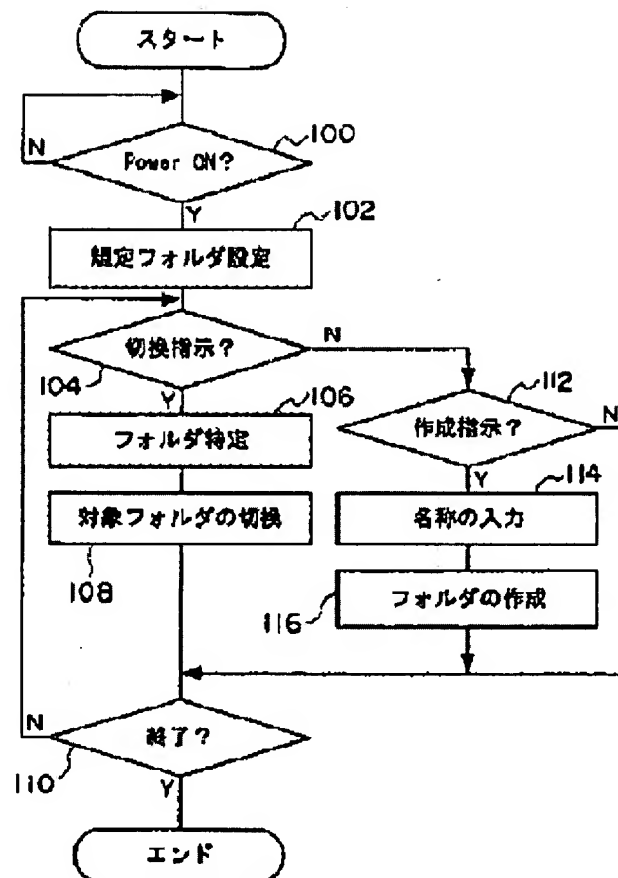 スタート
100
N
Power ON?
Y
102
規定フォルダ設定
切換指示?
N
104
Y
106
112
フォルダ特定
作成指示?
N
Y
114
対象フォルダの切換
名称の入力
108
116
フォルダの作成
N
終了?
110
Y
エンド